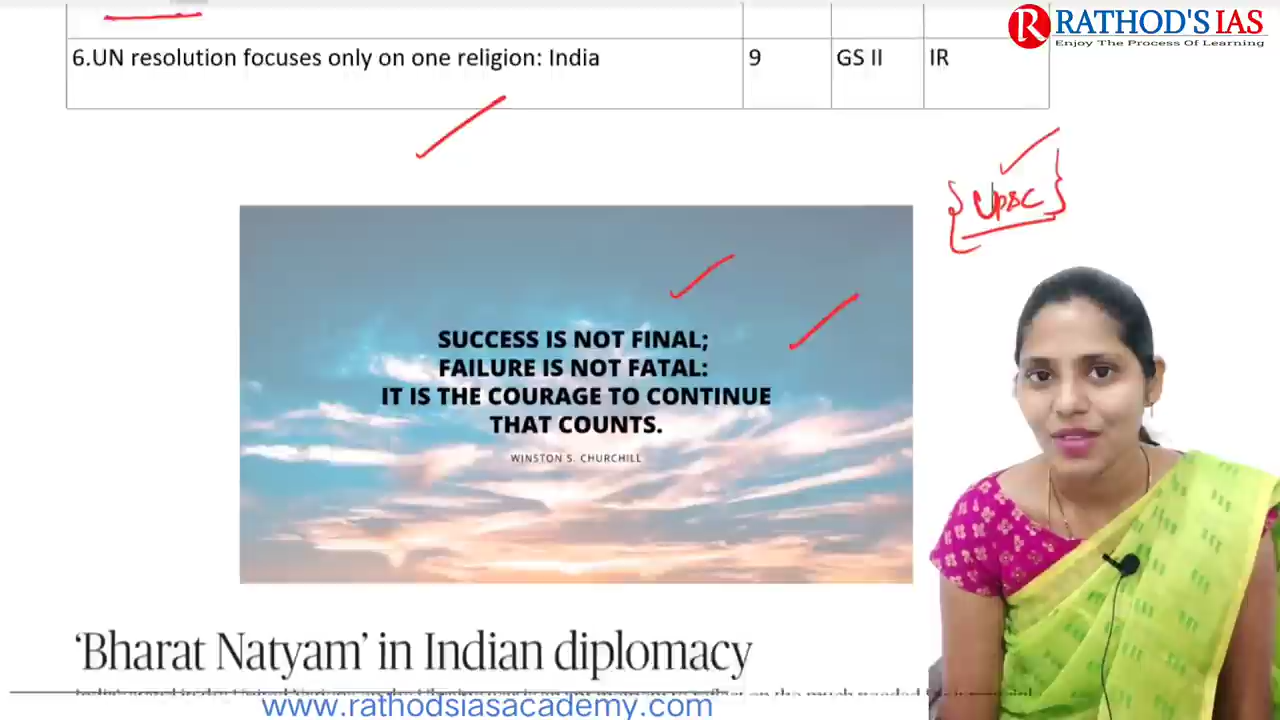 RATHOD'S IAS
Enjoy The Process Of Learning
6.UN resolution focuses only on one religion: India 9 GS II IR
{UPSC}
SUCCESS IS NOT FINAL;
FAILURE IS NOT FATAL:
IT IS THE COURAGE TO CONTINUE
THAT COUNTS.
WINSTON S. CHURCHILL
‘Bharat Natyam’ in Indian diplomacy
www.rathodsiasacademy.com